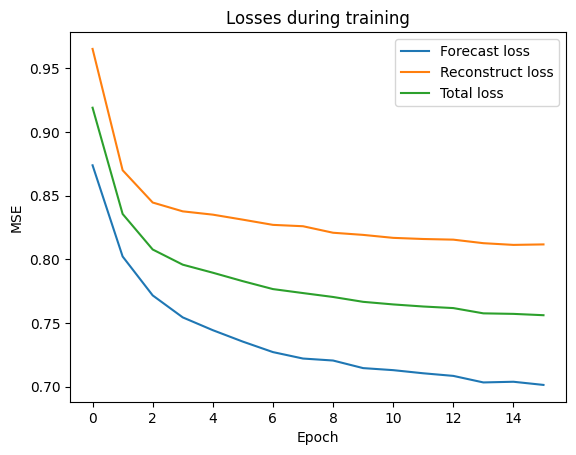 Losses during training
Forecast loss
Reconstruct loss
Total loss
0.95
0.90
0.85
0.80
0.75
0.70
MSE
0 2 4 6 8 10 12 14
Epoch